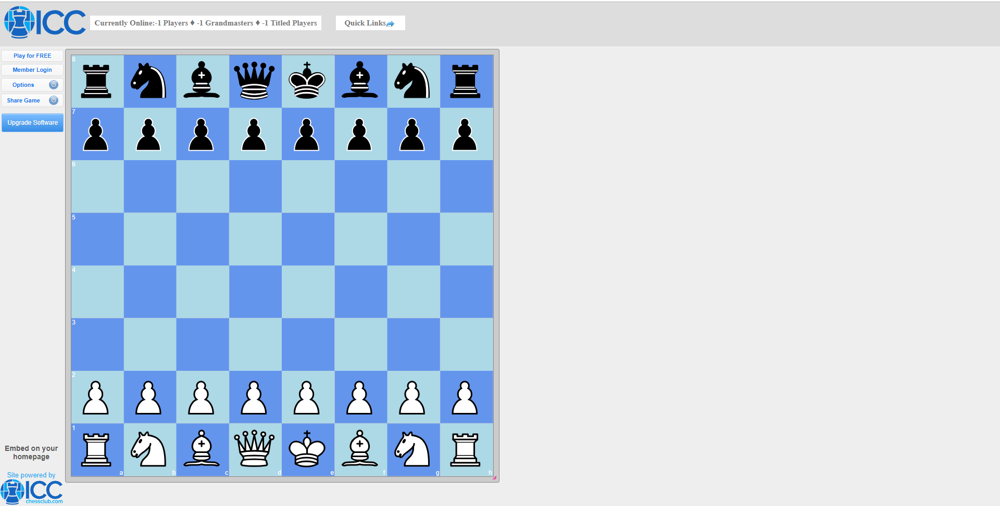 ICC
Currently Online:-1 Players ♦ -1 Grandmasters ♦ -1 Titled Players
Quick Links
Play for FREE
Member Login
Options
Share Game
Upgrade Software
8
7
6
5
4
3
2
1
a b c d e f g h
Embed on your
homepage
Site powered by
ICC
chessclub.com